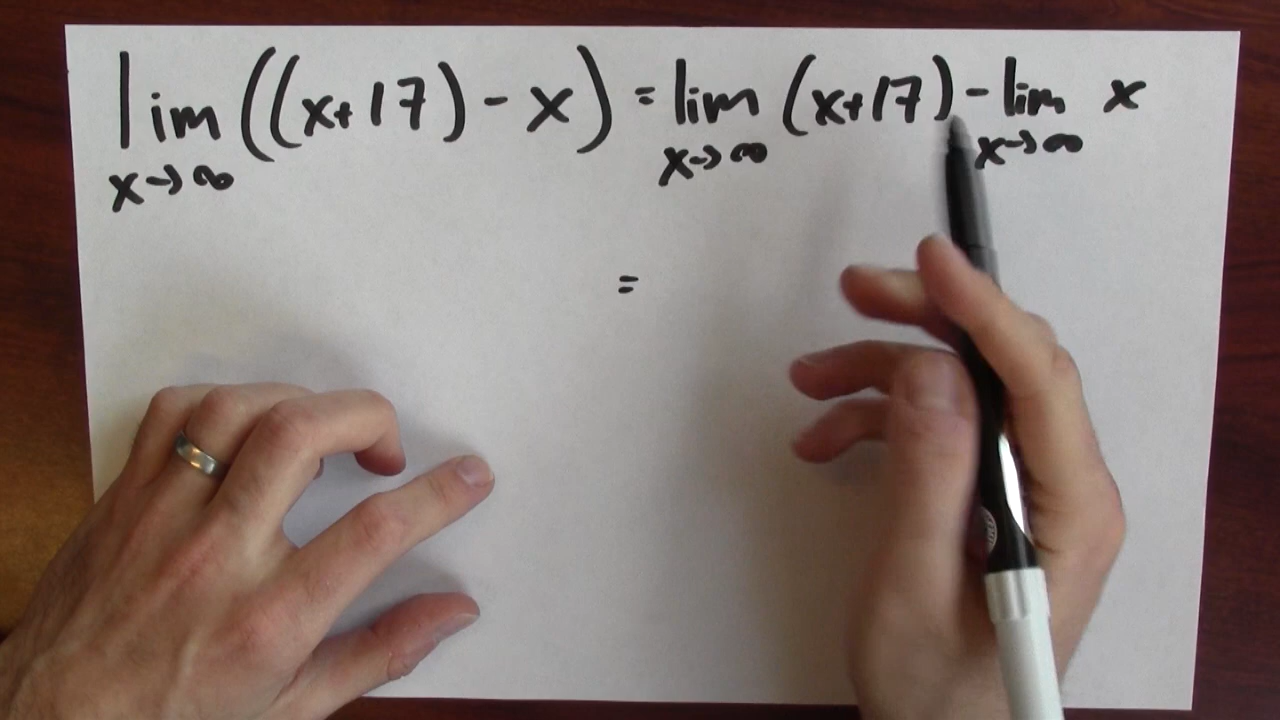 lim ((x+17) - x) = lim (x+17) - lim x
x→∞ x→∞ x→∞
=